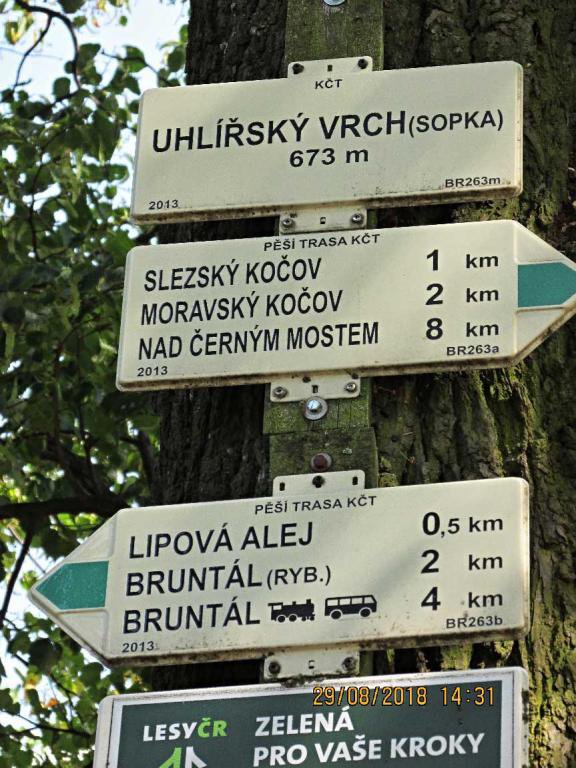 KČT
UHLÍŘSKÝ VRCH(SOPKA)
673 m
2013 BR263m
PĚŠÍ TRASA KČT
SLEZSKÝ KOČOV 1 km
MORAVSKÝ KOČOV 2 km
NAD ČERNÝM MOSTEM 8 km
2013 BR263a
PĚŠÍ TRASA KČT
LIPOVÁ ALEJ 0,5 km
BRUNTÁL(RYB.) 2 km
BRUNTÁL 4 km
2013 BR263b
29/08/2018 14:31
LESYČR ZELENÁ
PRO VAŠE KROKY